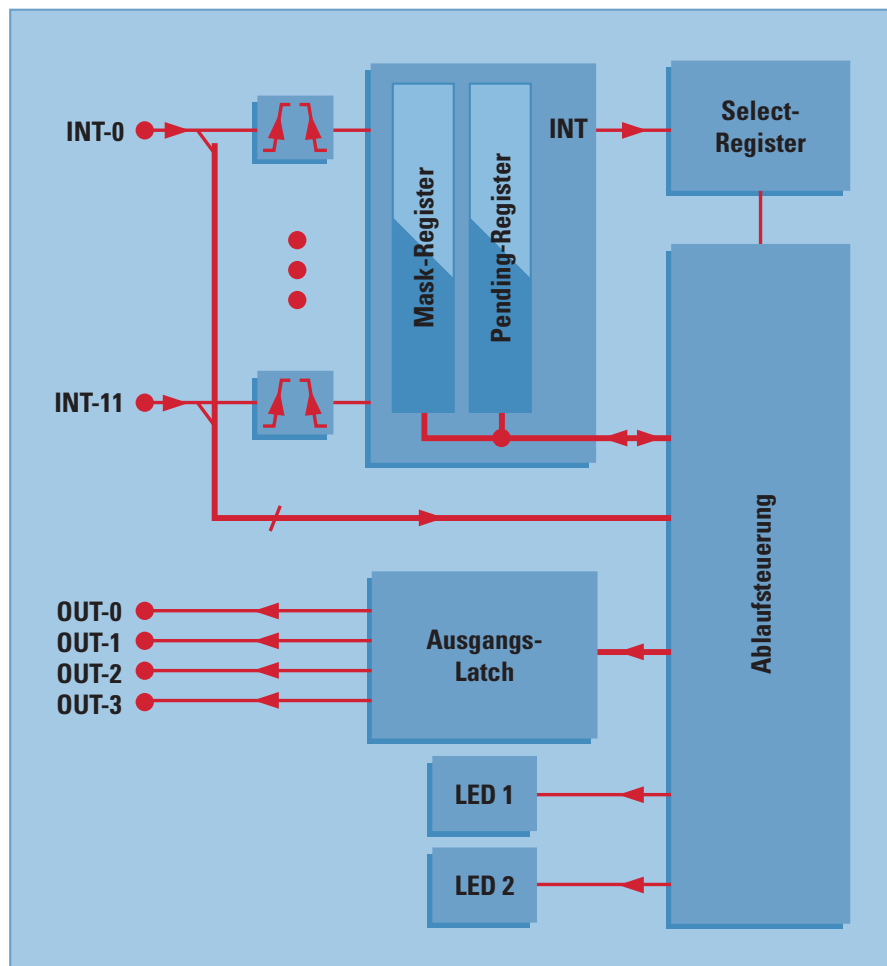 INT-0
INT
Select-
Register
Mask-Register
Pending-Register
INT-11
Ablaufsteuerung
OUT-0
OUT-1
OUT-2
OUT-3
Ausgangs-
Latch
LED 1
LED 2